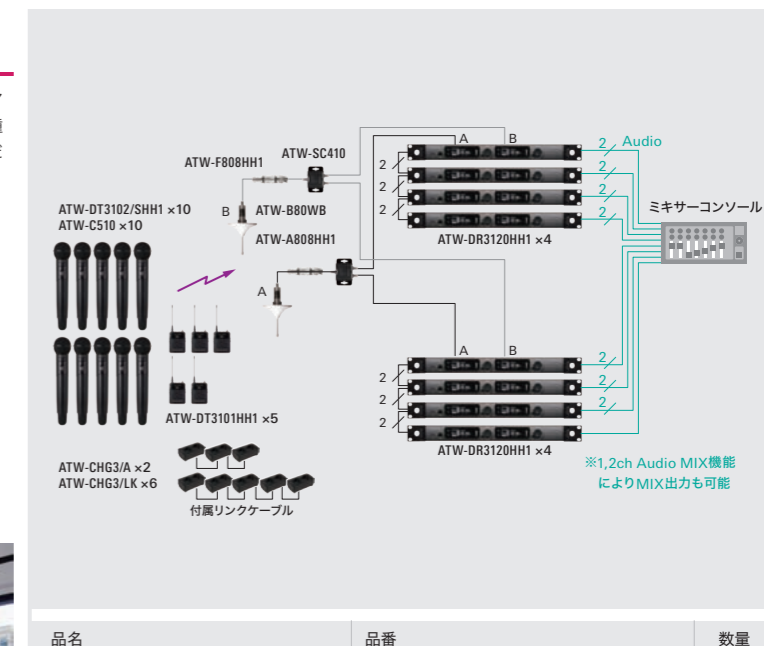 ATW-F808HH1
ATW-SC410
A
B
2
2
2
2
2
2
2
Audio
ATW-DR3120HH1 ×4
ミキサーコンソール
ATW-DT3102/SHH1 ×10
ATW-C510 ×10
B
ATW-B80WB
ATW-A808HH1
A
A
B
2
2
2
2
2
2
ATW-DR3120HH1 ×4
ATW-DT3101HH1 ×5
ATW-CHG3/A ×2
ATW-CHG3/LK ×6
付属リンクケーブル
※1,2ch Audio MIX機能
によりMIX出力も可能
品名
品番
数量